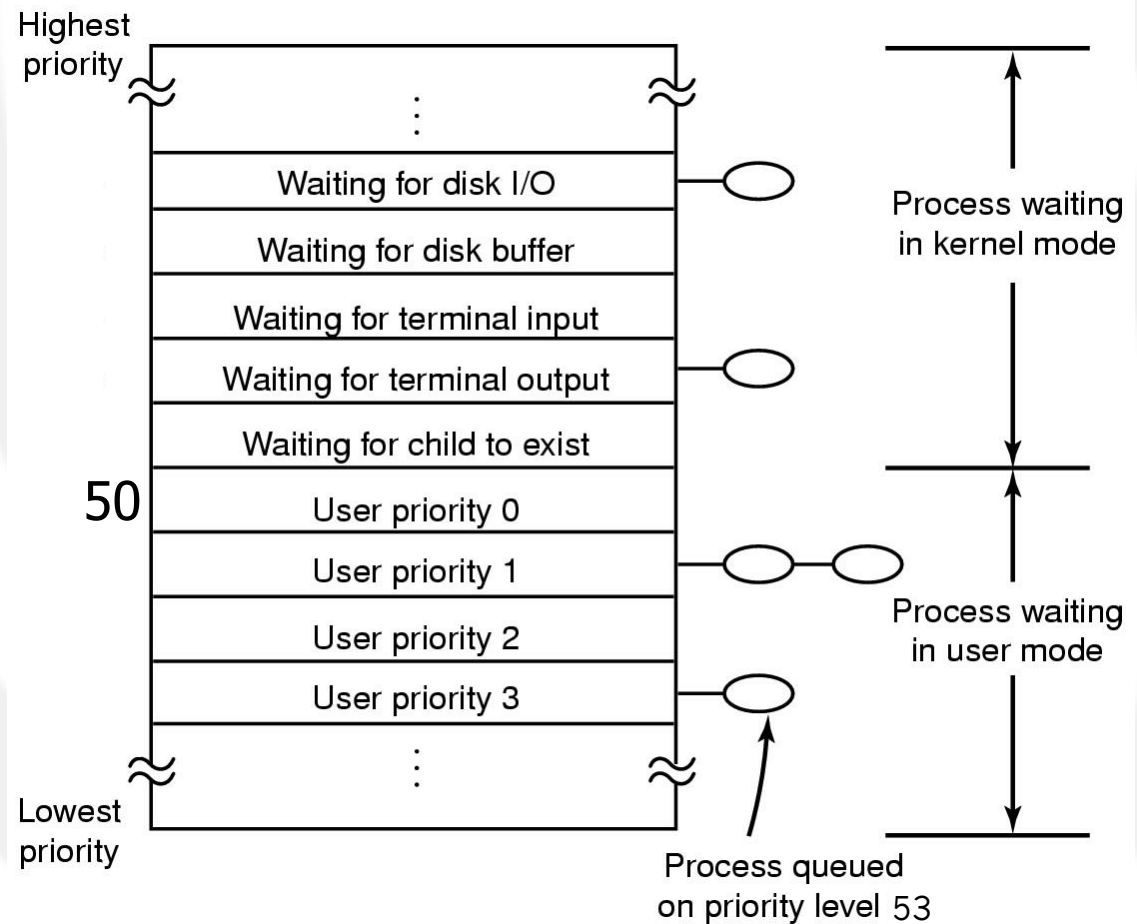 Highest
priority
⋮
Waiting for disk I/O
Waiting for disk buffer
Waiting for terminal input
Waiting for terminal output
Waiting for child to exist
50
User priority 0
User priority 1
User priority 2
User priority 3
⋮
Lowest
priority
Process waiting
in kernel mode
Process waiting
in user mode
Process queued
on priority level 53